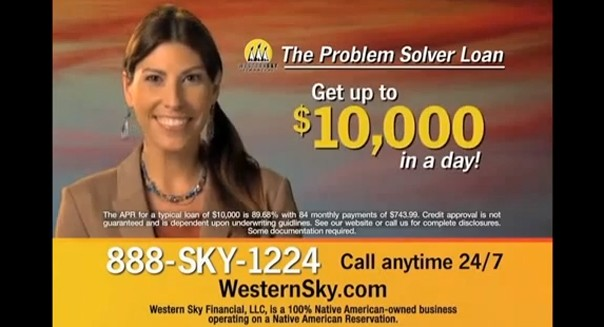 WESTERN SKY
The Problem Solver Loan
Get up to
$10,000
in a day!
The APR for a typical loan of $10,000 is 89.68% with 84 monthly payments of $743.99. Credit approval is not
guaranteed and is dependent upon underwriting guidlines. See our website or call us for complete disclosures.
Some documentation required.
888-SKY-1224 Call anytime 24/7
WesternSky.com
Western Sky Financial, LLC, is a 100% Native American-owned business
operating on a Native American Reservation.